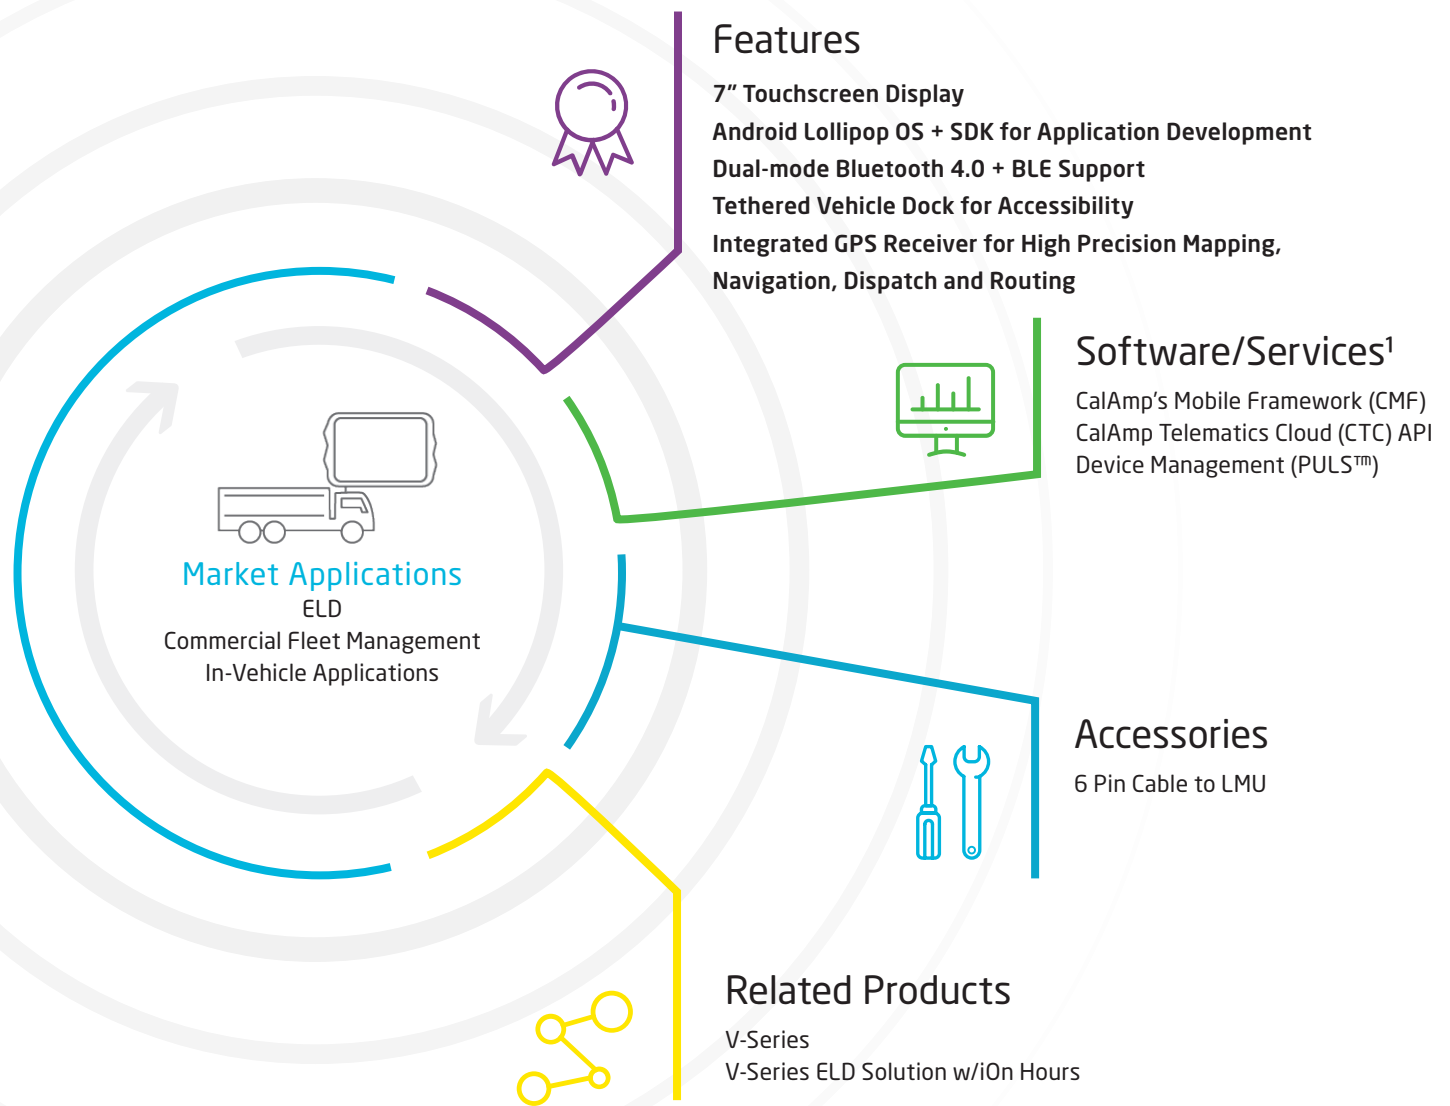 Features
7” Touchscreen Display
Android Lollipop OS + SDK for Application Development
Dual-mode Bluetooth 4.0 + BLE Support
Tethered Vehicle Dock for Accessibility
Integrated GPS Receiver for High Precision Mapping,
Navigation, Dispatch and Routing
Software/Services¹
CalAmp's Mobile Framework (CMF)
CalAmp Telematics Cloud (CTC) API
Device Management (PULS™)
Market Applications
ELD
Commercial Fleet Management
In-Vehicle Applications
Accessories
6 Pin Cable to LMU
Related Products
V-Series
V-Series ELD Solution w/iOn Hours